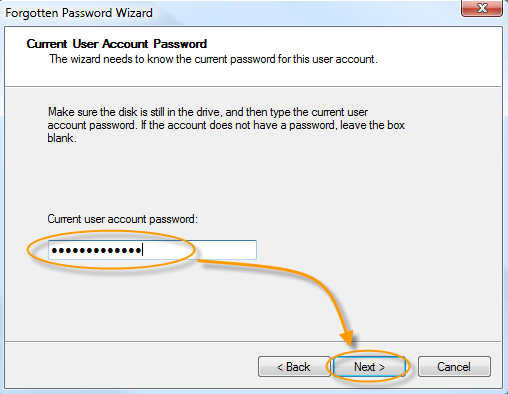 Forgotten Password Wizard
Current User Account Password
The wizard needs to know the current password for this user account.
Make sure the disk is still in the drive, and then type the current user
account password. If the account does not have a password, leave the box
blank.
Current user account password:
●●●●●●●●●●●●●
< Back Next > Cancel